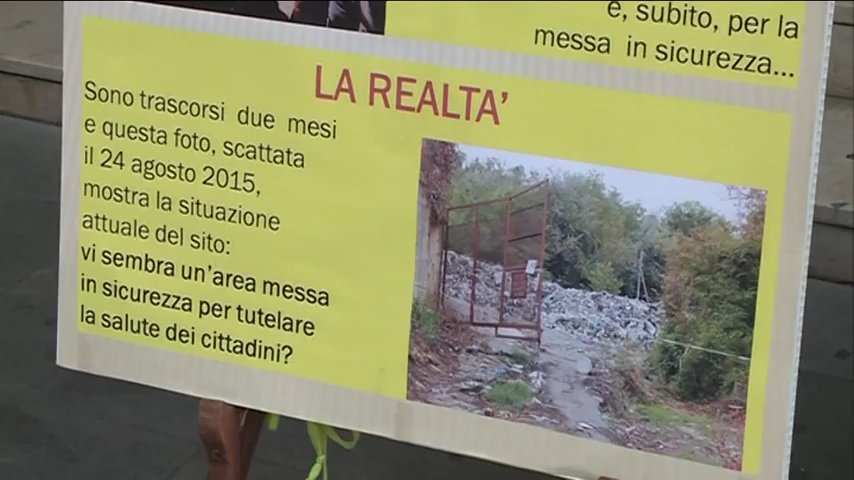 e, subito, per la
messa in sicurezza...
LA REALTA'
Sono trascorsi due mesi
e questa foto, scattata
il 24 agosto 2015,
mostra la situazione
attuale del sito:
vi sembra un'area messa
in sicurezza per tutelare
la salute dei cittadini?